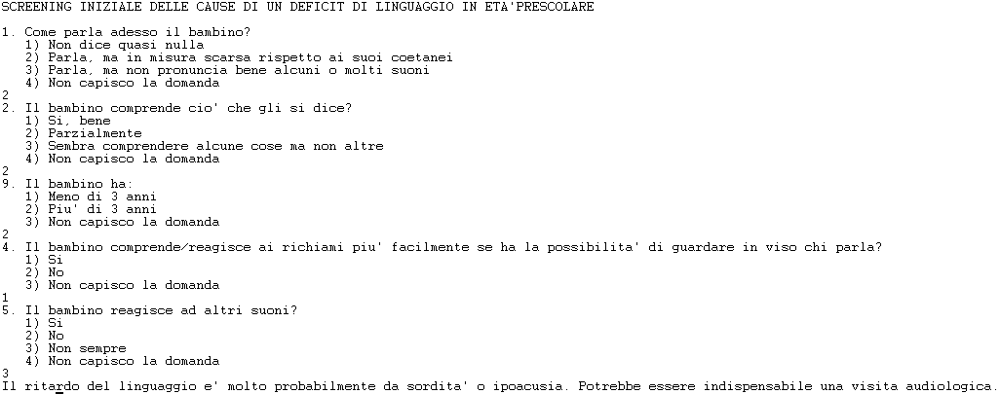 SCREENING INIZIALE DELLE CAUSE DI UN DEFICIT DI LINGUAGGIO IN ETA'PRESCOLARE
1. Come parla adesso il bambino?
1) Non dice quasi nulla
2) Parla, ma in misura scarsa rispetto ai suoi coetanei
3) Parla, ma non pronuncia bene alcuni o molti suoni
4) Non capisco la domanda
2
2. Il bambino comprende cio' che gli si dice?
1) Si, bene
2) Parzialmente
3) Sembra comprendere alcune cose ma non altre
4) Non capisco la domanda
2
9. Il bambino ha:
1) Meno di 3 anni
2) Piu' di 3 anni
3) Non capisco la domanda
2
4. Il bambino comprende/reagisce ai richiami piu' facilmente se ha la possibilita' di guardare in viso chi parla?
1) Si
2) No
3) Non capisco la domanda
1
5. Il bambino reagisce ad altri suoni?
1) Si
2) No
3) Non sempre
4) Non capisco la domanda
3
Il ritardo del linguaggio e' molto probabilmente da sordita' o ipoacusia. Potrebbe essere indispensabile una visita audiologica.